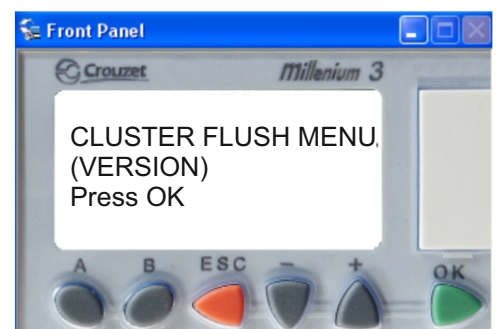 Front Panel
Crouzet Millenium 3
CLUSTER FLUSH MENU,
(VERSION)
Press OK
A B ESC - + OK